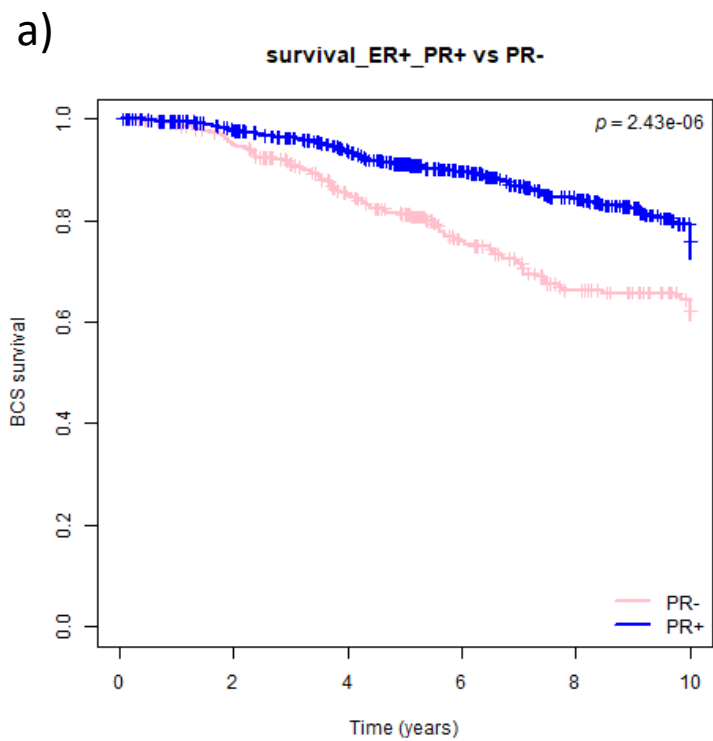 a)
survival_ER+_PR+ vs PR-
p = 2.43e-06
1.0
0.8
0.6
0.4
0.2
0.0
BCS survival
PR-
PR+
0 2 4 6 8 10
Time (years)